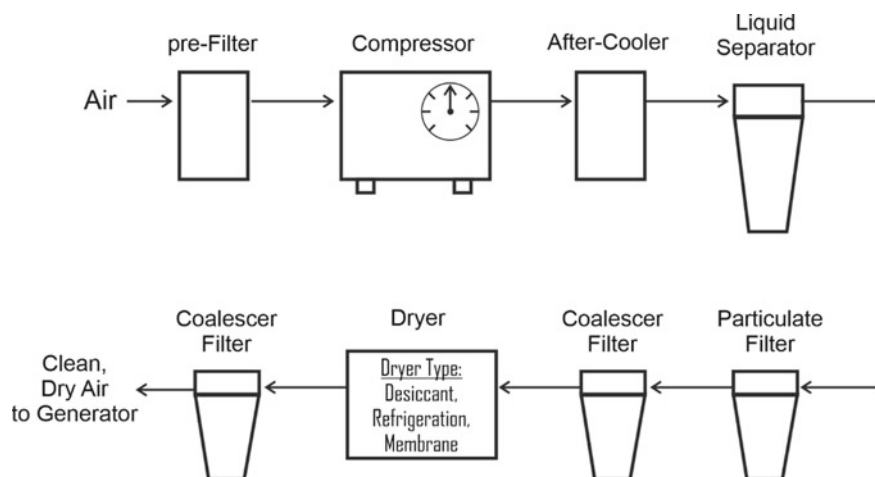 pre-Filter
Compressor
After-Cooler
Liquid
Separator
Air
Coalescer
Filter
Dryer
Coalescer
Filter
Particulate
Filter
Clean,
Dry Air
to Generator
Dryer Type:
Desiccant,
Refrigeration,
Membrane